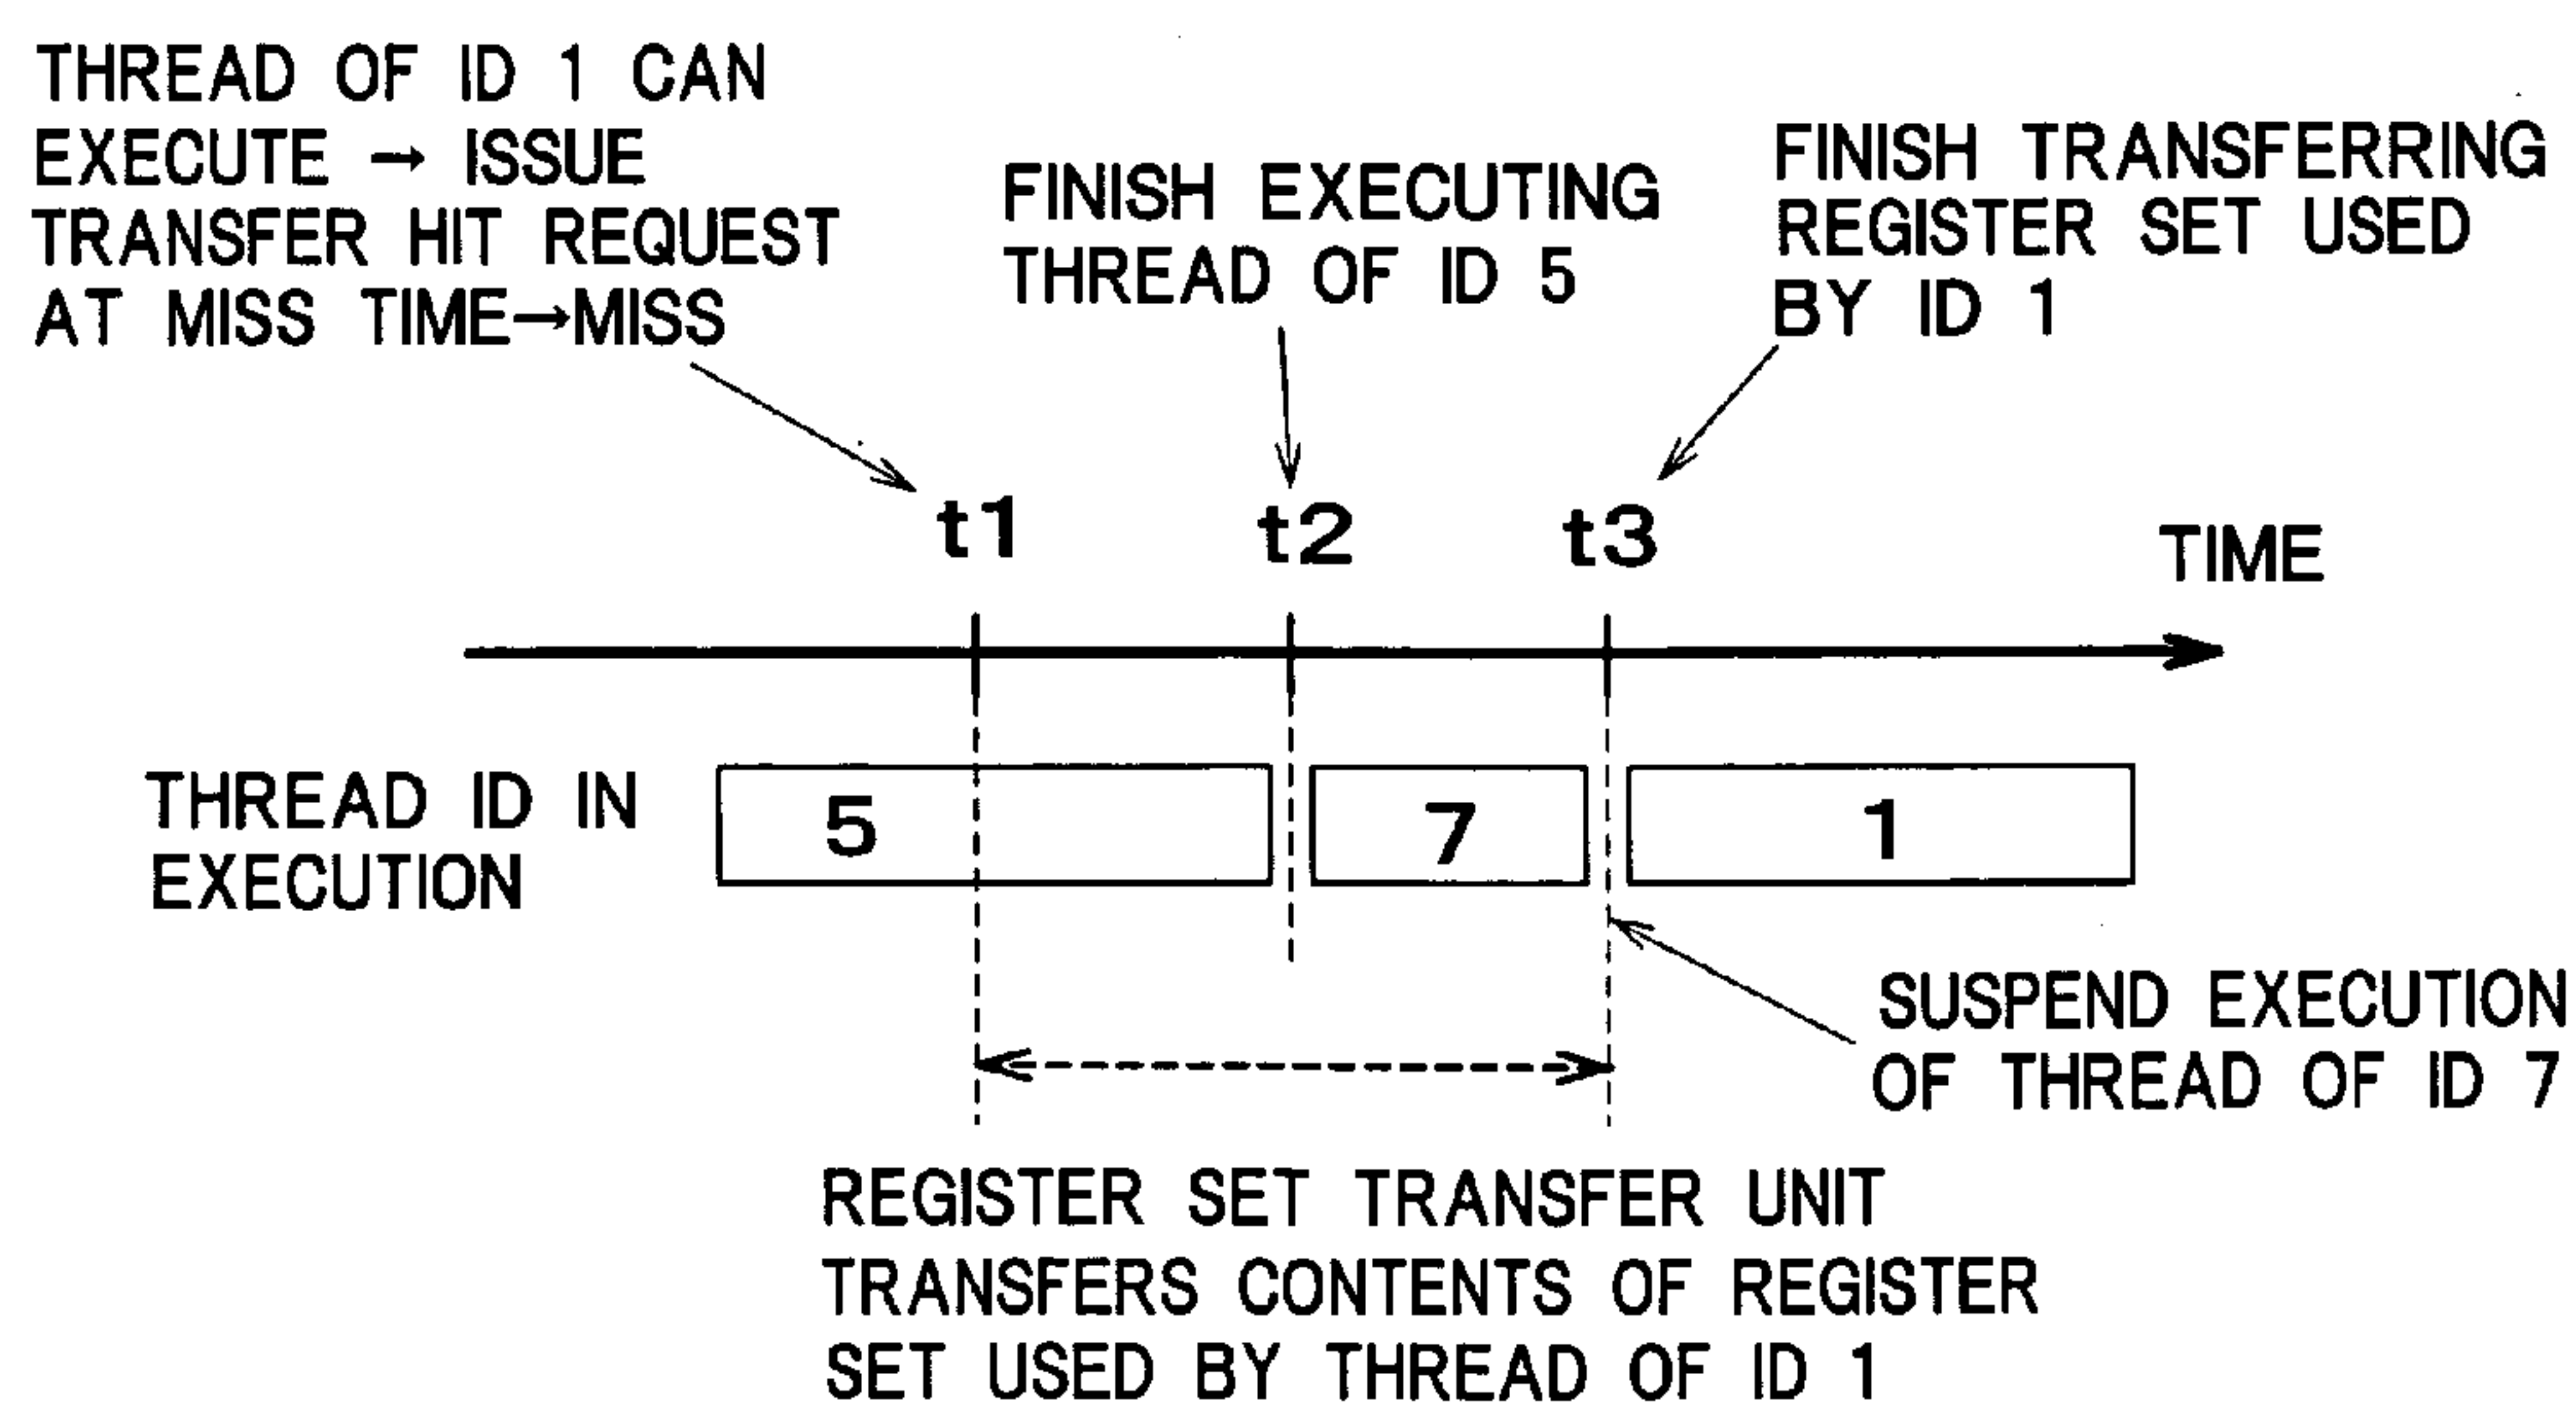 THREAD OF ID 1 CAN
EXECUTE → ISSUE
TRANSFER HIT REQUEST
AT MISS TIME→MISS
FINISH EXECUTING
THREAD OF ID 5
FINISH TRANSFERRING
REGISTER SET USED
BY ID 1
t1
t2
t3
TIME
THREAD ID IN
EXECUTION
5
7
1
SUSPEND EXECUTION
OF THREAD OF ID 7
REGISTER SET TRANSFER UNIT
TRANSFERS CONTENTS OF REGISTER
SET USED BY THREAD OF ID 1